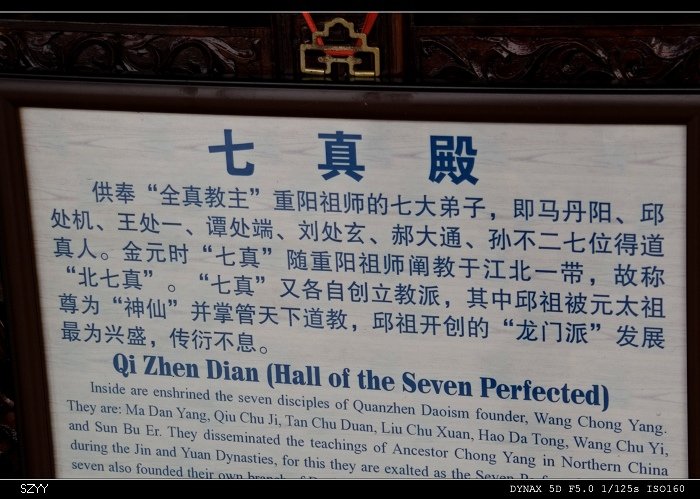 七真殿
供奉“全真教主”重阳祖师的七大弟子，即马丹阳、邱
处机、王处一、谭处端、刘处玄、郝大通、孙不二七位得道
真人。金元时“七真”随重阳祖师阐教于江北一带，故称
“北七真”。“七真”又各自创立教派，其中邱祖被元太祖
尊为“神仙”并掌管天下道教，邱祖开创的“龙门派”发展
最为兴盛，传衍不息。
Qi Zhen Dian (Hall of the Seven Perfected)
Inside are enshrined the seven disciples of Quanzhen Daoism founder, Wang Chong Yang.
They are: Ma Dan Yang, Qiu Chu Ji, Tan Chu Duan, Liu Chu Xuan, Hao Da Tong, Wang Chu Yi,
and Sun Bu Er. They disseminated the teachings of Ancestor Chong Yang in Northern China
during the Jin and Yuan Dynasties, for this they are exalted as the Seven
seven also founded their own branch of
SZYY
DYNAX 5D F5.0 1/125s ISO160